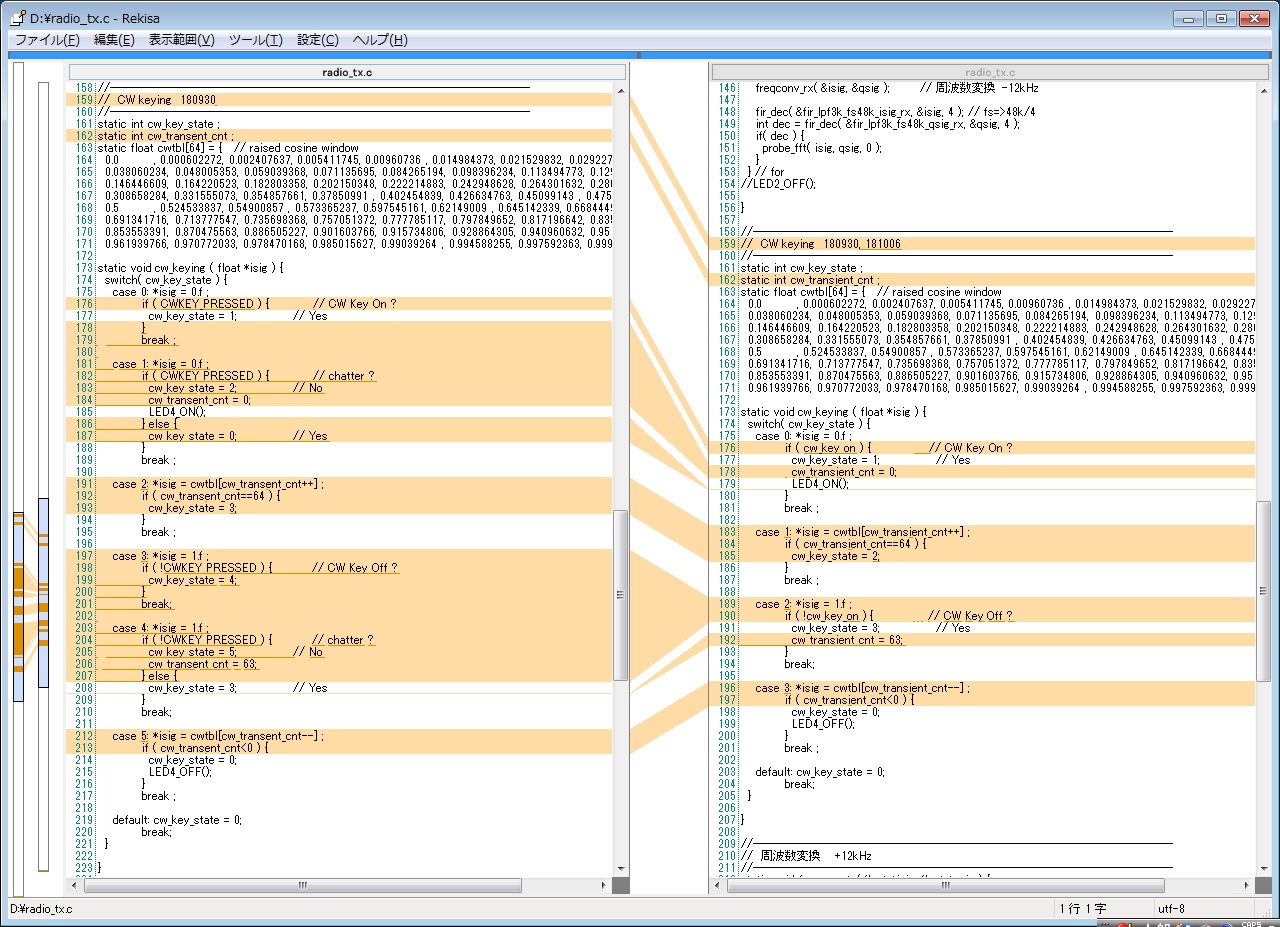 D:¥radio_tx.c - Rekisa
ファイル(F) 編集(E) 表示範囲(V) ツール(T) 設定(C) ヘルプ(H)
radio_tx.c
158 //
159 // CW keying 180930
160 //
161 static int cw_key_state ;
162 static int cw_transent_cnt ;
163 static float cwtbl[64] = { // raised cosine window
164 0.0 , 0.000602272, 0.002407637, 0.005411745, 0.00960736 , 0.014984373, 0.021529832, 0.029227
165 0.038060234, 0.048005353, 0.059039368, 0.071135695, 0.084265194, 0.098396234, 0.113494773, 0.129
166 0.146446609, 0.164220523, 0.182803358, 0.202150348, 0.222214883, 0.242948628, 0.264301632, 0.286
167 0.308658284, 0.331555073, 0.354857661, 0.37850991 , 0.402454839, 0.426634763, 0.45099143 , 0.475
168 0.5 , 0.524533837, 0.54900857 , 0.573365237, 0.597545161, 0.62149009 , 0.645142339, 0.6684449
169 0.691341716, 0.713777547, 0.735698368, 0.757051372, 0.777785117, 0.797849652, 0.817196642, 0.835
170 0.853553391, 0.870475563, 0.886505227, 0.901603766, 0.915734806, 0.928864305, 0.940960632, 0.951
171 0.961939766, 0.970772033, 0.978470168, 0.985015627, 0.99039264 , 0.994588255, 0.997592363, 0.999
172
173 static void cw_keying ( float *isig ) {
174 switch( cw_key_state ) {
175 case 0: *isig = 0.f ;
176 if ( CWKEY_PRESSED ) { // CW Key On ?
177 cw_key_state = 1; // Yes
178 }
179 break ;
180
181 case 1: *isig = 0.f ;
182 if ( CWKEY_PRESSED ) { // chatter ?
183 cw_key_state = 2; // No
184 cw_transent_cnt = 0;
185 LED4_ON();
186 } else {
187 cw_key_state = 0; // Yes
188 }
189 break ;
190
191 case 2: *isig = cwtbl[cw_transent_cnt++] ;
192 if ( cw_transent_cnt==64 ) {
193 cw_key_state = 3;
194 }
195 break ;
196
197 case 3: *isig = 1.f ;
198 if ( !CWKEY_PRESSED ) { // CW Key Off ?
199 cw_key_state = 4;
200 }
201 break;
202
203 case 4: *isig = 1.f ;
204 if ( !CWKEY_PRESSED ) { // chatter ?
205 cw_key_state = 5; // No
206 cw_transent_cnt = 63;
207 } else {
208 cw_key_state = 3; // Yes
209 }
210 break;
211
212 case 5: *isig = cwtbl[cw_transent_cnt--] ;
213 if ( cw_transent_cnt<0 ) {
214 cw_key_state = 0;
215 LED4_OFF();
216 }
217 break ;
218
219 default: cw_key_state = 0;
220 break;
221 }
222
223 }
radio_tx.c
146 freqconv_rx( &isig, &qsig ); // 周波数変換 -12kHz
147
148 fir_dec( &fir_lpf3k_fs48k_isig_rx, &isig, 4 ); // fs=>48k/4
149 int dec = fir_dec( &fir_lpf3k_fs48k_qsig_rx, &qsig, 4 );
150 if( dec ) {
151 probe_fft( isig, qsig, 0 );
152 }
153 } // for
154 //LED2_OFF();
155
156 }
157
158 //
159 // CW keying 180930, 181006
160 //
161 static int cw_key_state ;
162 static int cw_transient_cnt ;
163 static float cwtbl[64] = { // raised cosine window
164 0.0 , 0.000602272, 0.002407637, 0.005411745, 0.00960736 , 0.014984373, 0.021529832, 0.029227
165 0.038060234, 0.048005353, 0.059039368, 0.071135695, 0.084265194, 0.098396234, 0.113494773, 0.129
166 0.146446609, 0.164220523, 0.182803358, 0.202150348, 0.222214883, 0.242948628, 0.264301632, 0.286
167 0.308658284, 0.331555073, 0.354857661, 0.37850991 , 0.402454839, 0.426634763, 0.45099143 , 0.475
168 0.5 , 0.524533837, 0.54900857 , 0.573365237, 0.597545161, 0.62149009 , 0.645142339, 0.6684449
169 0.691341716, 0.713777547, 0.735698368, 0.757051372, 0.777785117, 0.797849652, 0.817196642, 0.835
170 0.853553391, 0.870475563, 0.886505227, 0.901603766, 0.915734806, 0.928864305, 0.940960632, 0.951
171 0.961939766, 0.970772033, 0.978470168, 0.985015627, 0.99039264 , 0.994588255, 0.997592363, 0.999
172
173 static void cw_keying ( float *isig ) {
174 switch( cw_key_state ) {
175 case 0: *isig = 0.f ;
176 if ( cw_key_on ) { // CW Key On ?
177 cw_key_state = 1; // Yes
178 cw_transient_cnt = 0;
179 LED4_ON();
180 }
181 break ;
182
183 case 1: *isig = cwtbl[cw_transient_cnt++] ;
184 if ( cw_transient_cnt==64 ) {
185 cw_key_state = 2;
186 }
187 break ;
188
189 case 2: *isig = 1.f ;
190 if ( !cw_key_on ) { // CW Key Off ?
191 cw_key_state = 3; // Yes
192 cw_transient_cnt = 63;
193 }
194 break;
195
196 case 3: *isig = cwtbl[cw_transient_cnt--] ;
197 if ( cw_transient_cnt<0 ) {
198 cw_key_state = 0;
199 LED4_OFF();
200 }
201 break ;
202
203 default: cw_key_state = 0;
204 break;
205 }
206
207 }
208
209 //
210 // 周波数変換 +12kHz
211 //
D:¥radio_tx.c
1 行 1 字
utf-8